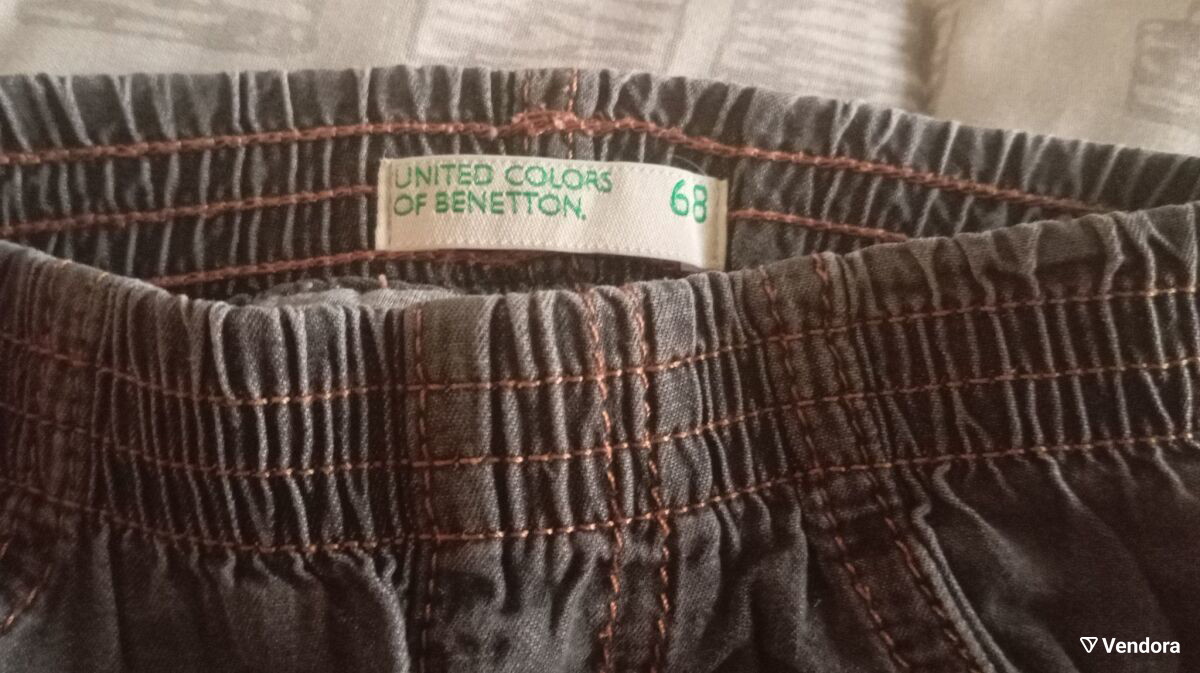 UNITED COLORS
OF BENETTON.
68
Vendora